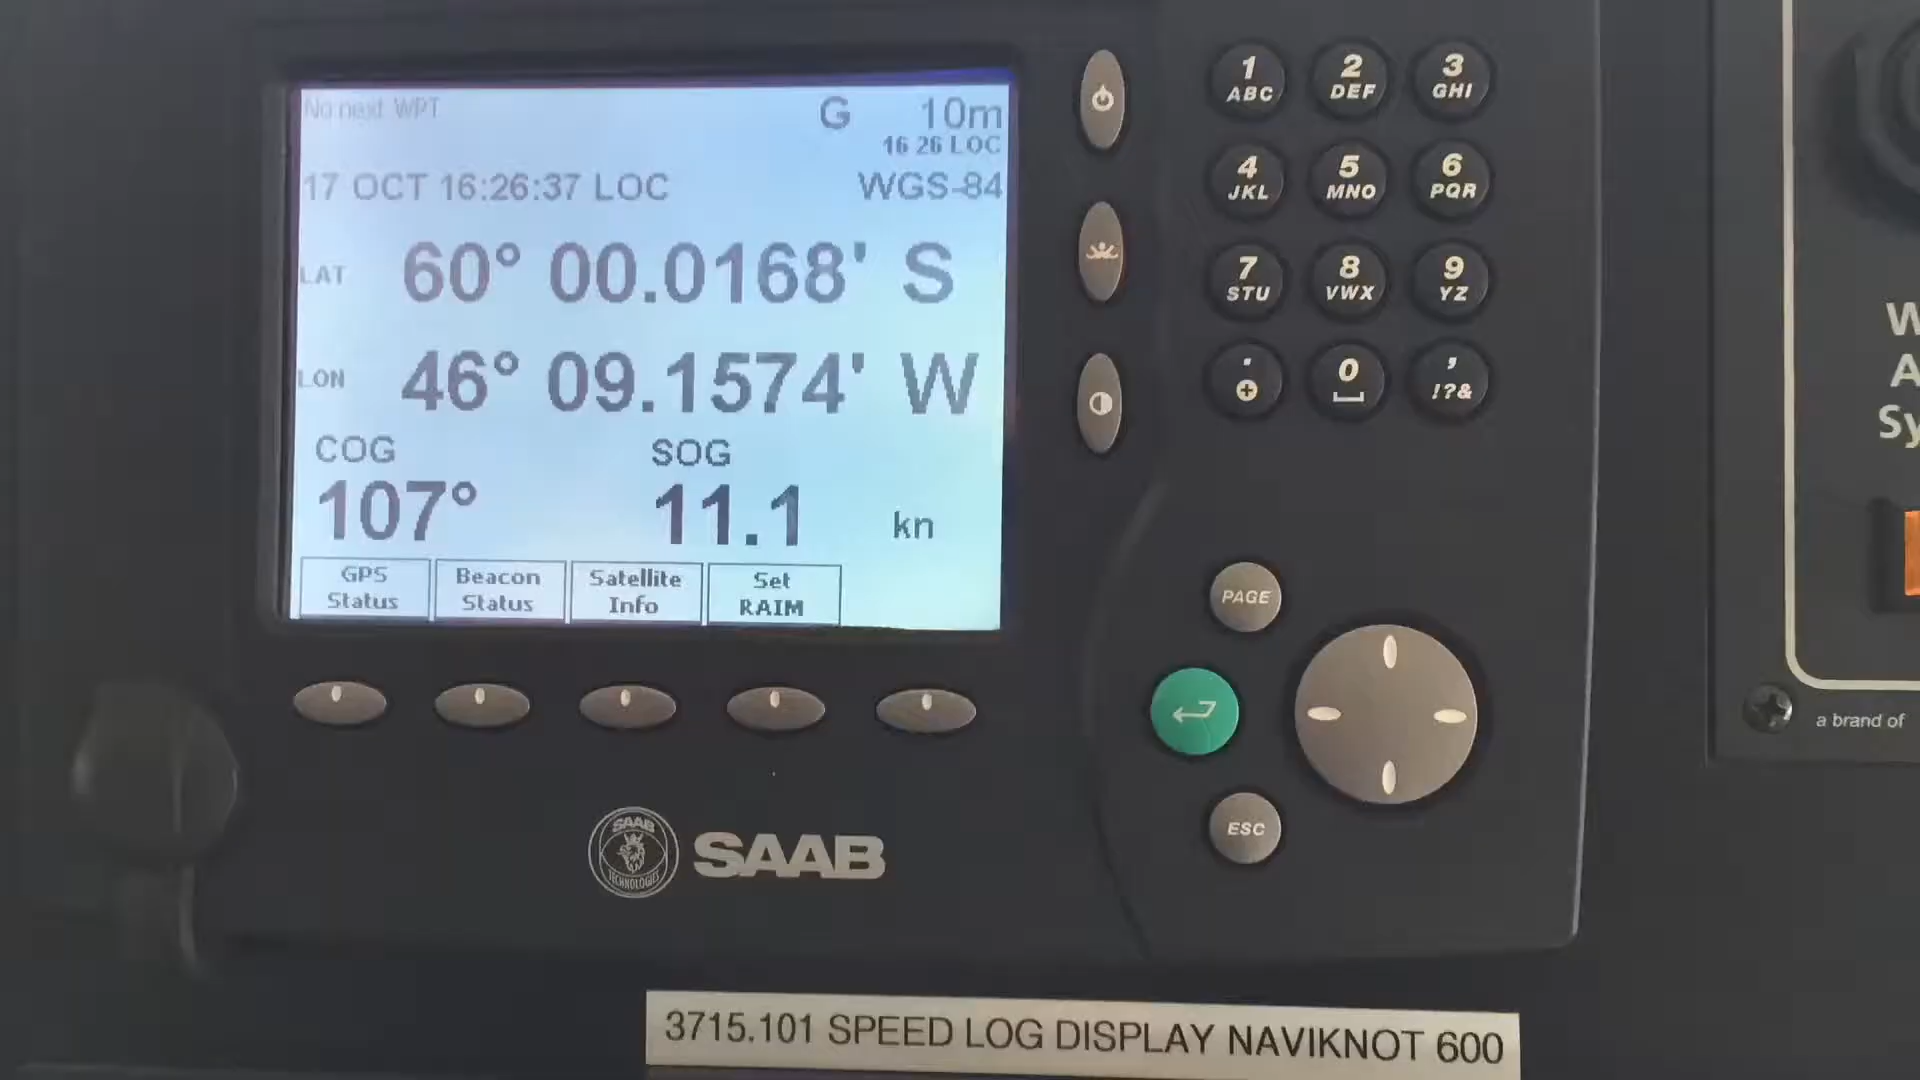 No next WPT
G 10m
16 26 LOC
17 OCT 16:26:37 LOC WGS-84
LAT 60° 00.0168' S
LON 46° 09.1574' W
COG SOG
107° 11.1 kn
GPS Status
Beacon Status
Satellite Info
Set RAIM
1 ABC
2 DEF
3 GHI
4 JKL
5 MNO
6 PQR
7 STU
8 VWX
9 YZ
.
0
, !?&
PAGE
ESC
SAAB TECHNOLOGIES
SAAB
a brand of
3715.101 SPEED LOG DISPLAY NAVIKNOT 600